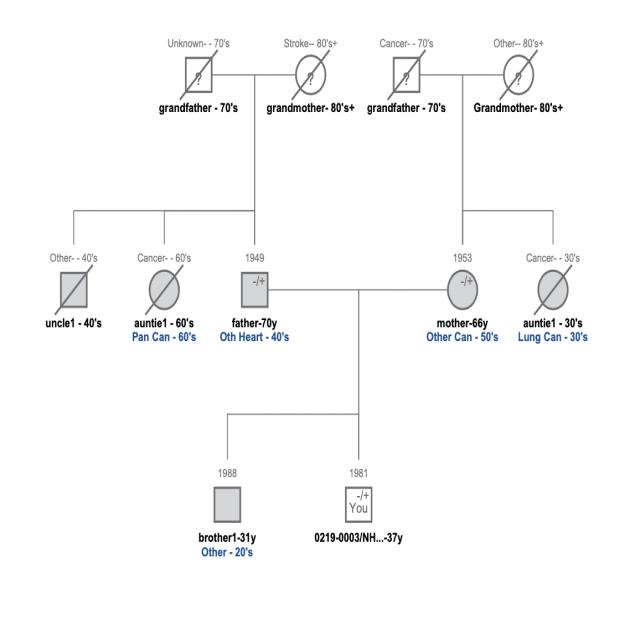 Unknown- - 70's
Stroke-- 80's+
Cancer- - 70's
Other-- 80's+
?
?
?
?
grandfather - 70's
grandmother- 80's+
grandfather - 70's
Grandmother- 80's+
Other- - 40's
Cancer- - 60's
1949
1953
Cancer- - 30's
-/+
-/+
uncle1 - 40's
auntie1 - 60's
father-70y
mother-66y
auntie1 - 30's
Pan Can - 60's
Oth Heart - 40's
Other Can - 50's
Lung Can - 30's
1988
1981
-/+
You
brother1-31y
0219-0003/NH...-37y
Other - 20's